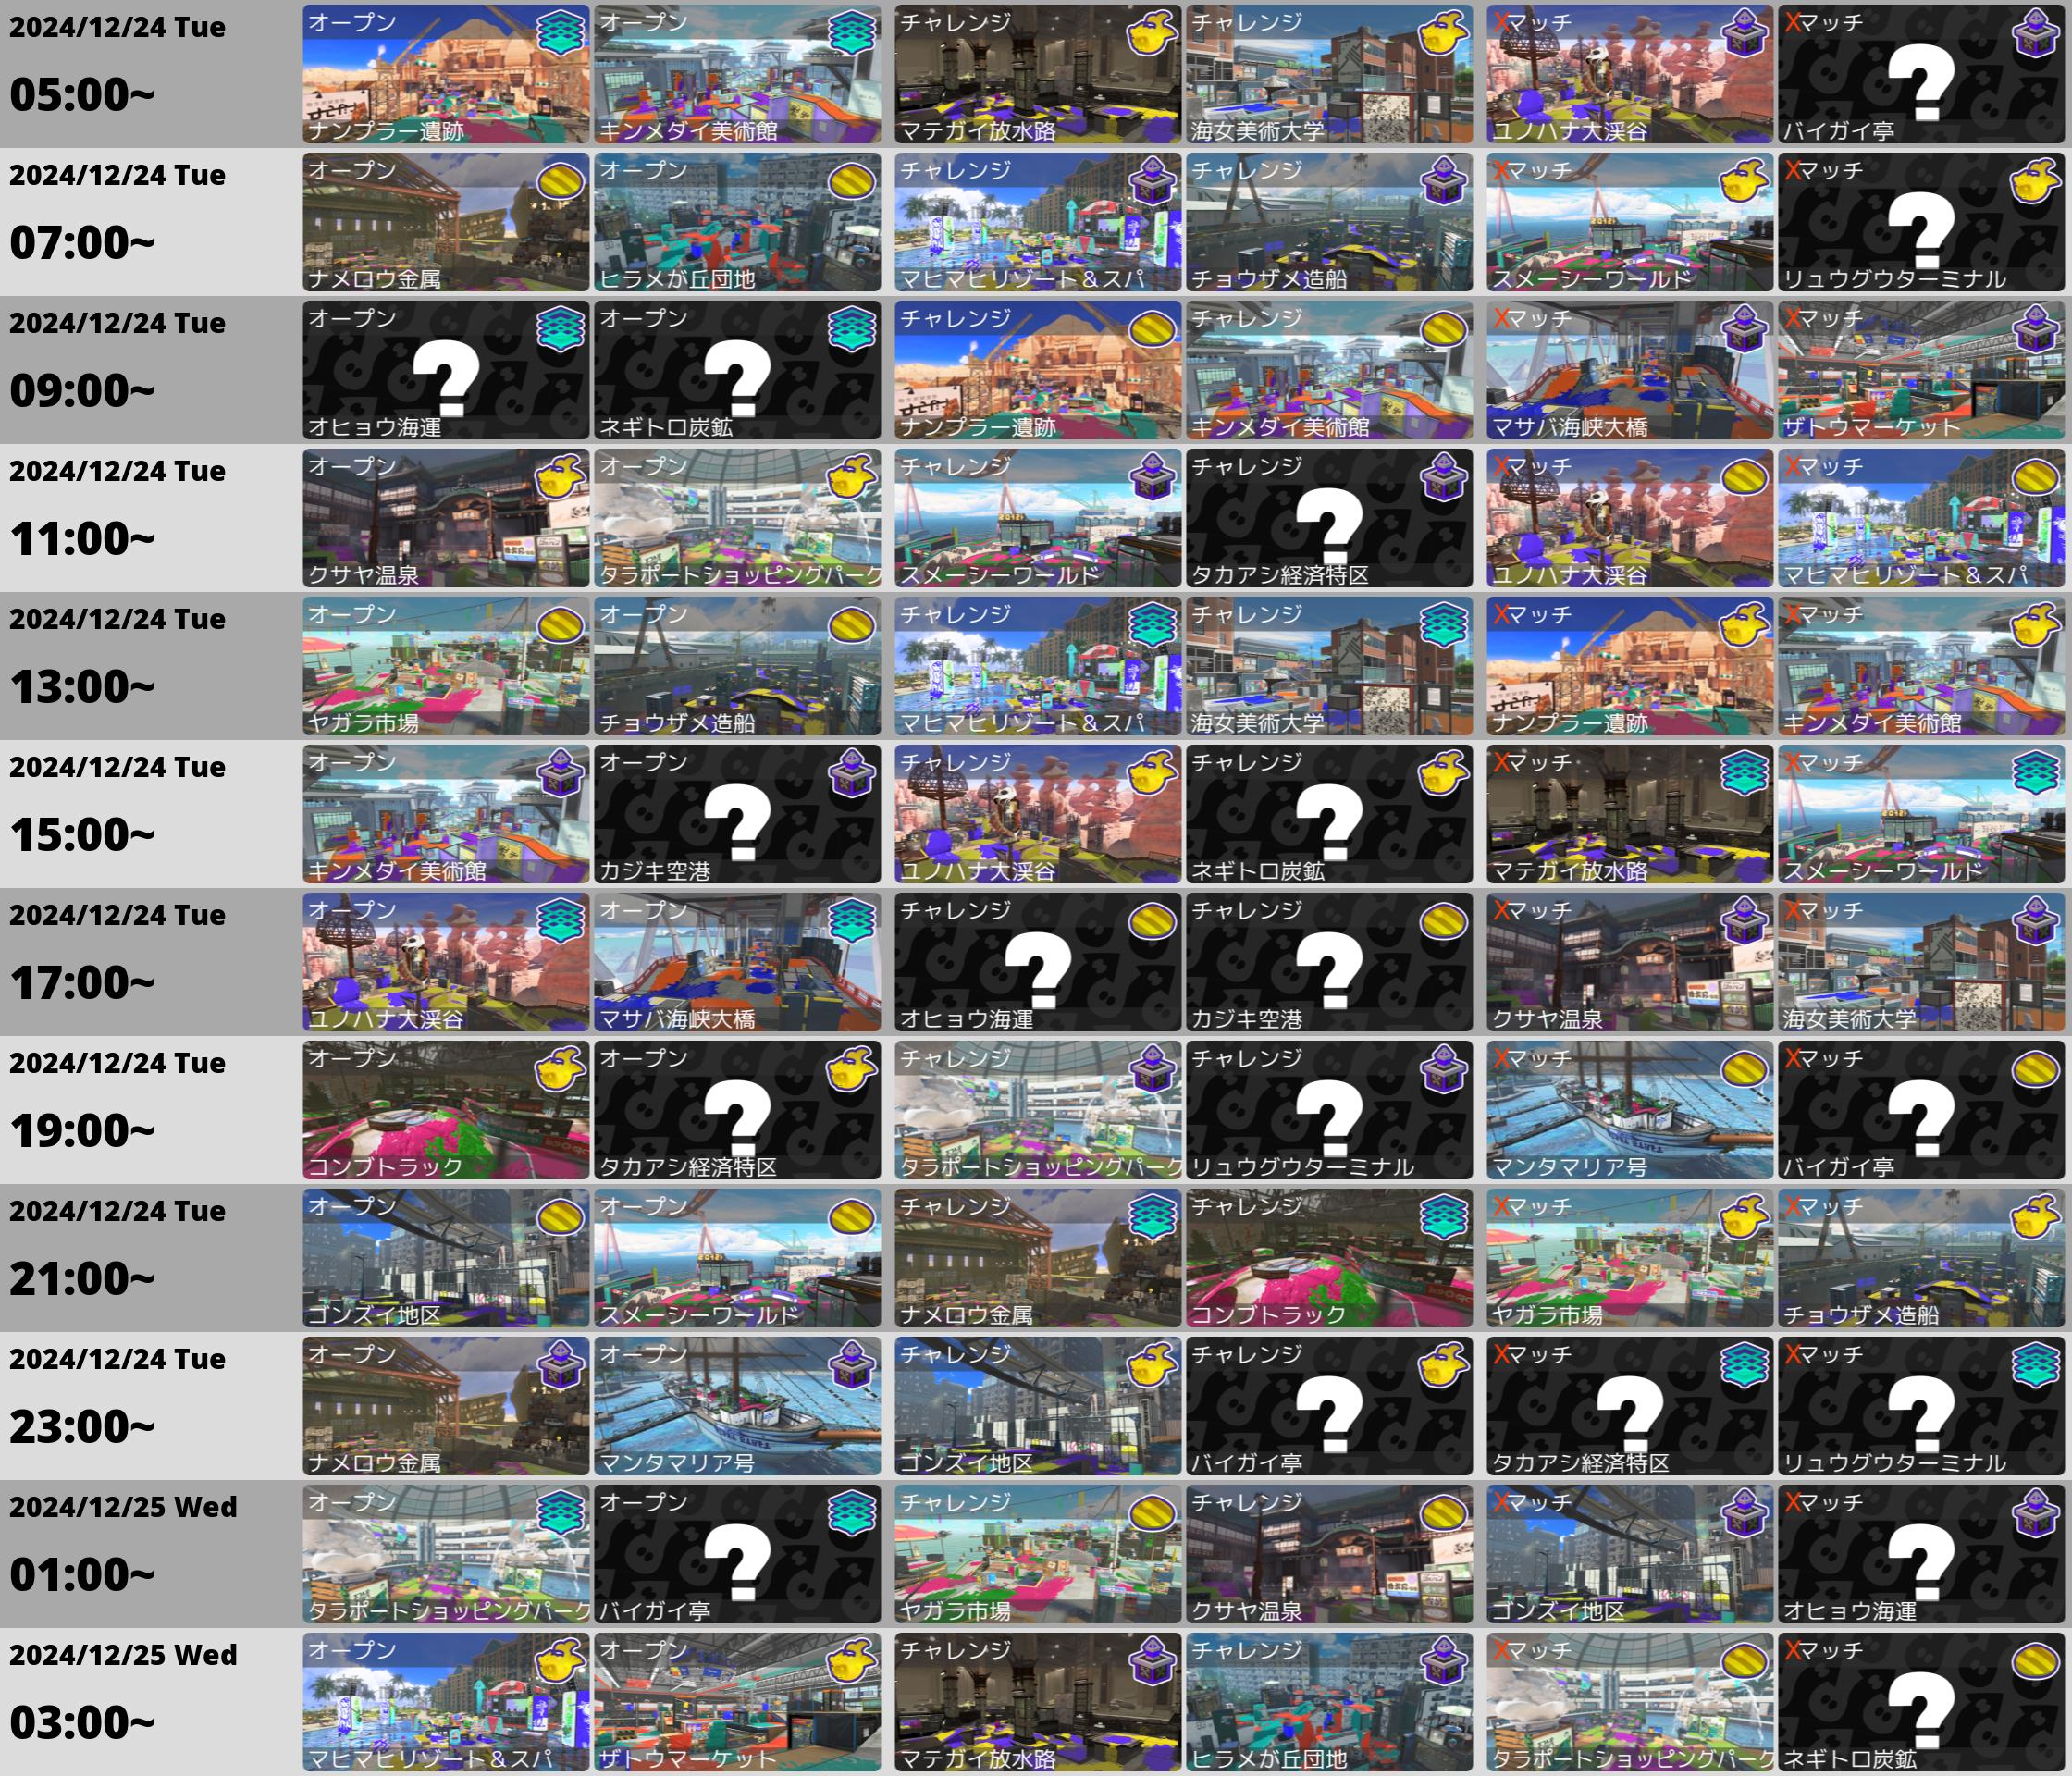 2024/12/24 Tue
05:00~
オープン
ナンプラー遺跡
オープン
キンメダイ美術館
チャレンジ
マテガイ放水路
チャレンジ
海女美術大学
Xマッチ
ユノハナ大渓谷
Xマッチ
バイガイ亭
2024/12/24 Tue
07:00~
オープン
ナメロウ金属
オープン
ヒラメが丘団地
チャレンジ
マヒマヒリゾート&スパ
チャレンジ
チョウザメ造船
Xマッチ
スメーシーワールド
Xマッチ
リュウグウターミナル
2024/12/24 Tue
09:00~
オープン
オヒョウ海運
オープン
ネギトロ炭鉱
チャレンジ
ナンプラー遺跡
チャレンジ
キンメダイ美術館
Xマッチ
マサバ海峡大橋
Xマッチ
ザトウマーケット
2024/12/24 Tue
11:00~
オープン
クサヤ温泉
オープン
タラポートショッピングパーク
チャレンジ
スメーシーワールド
チャレンジ
タカアシ経済特区
Xマッチ
ユノハナ大渓谷
Xマッチ
マヒマヒリゾート&スパ
2024/12/24 Tue
13:00~
オープン
ヤガラ市場
オープン
チョウザメ造船
チャレンジ
マヒマヒリゾート&スパ
チャレンジ
海女美術大学
Xマッチ
ナンプラー遺跡
Xマッチ
キンメダイ美術館
2024/12/24 Tue
15:00~
オープン
キンメダイ美術館
オープン
カジキ空港
チャレンジ
ユノハナ大渓谷
チャレンジ
ネギトロ炭鉱
Xマッチ
マテガイ放水路
Xマッチ
スメーシーワールド
2024/12/24 Tue
17:00~
オープン
ユノハナ大渓谷
オープン
マサバ海峡大橋
チャレンジ
オヒョウ海運
チャレンジ
カジキ空港
Xマッチ
クサヤ温泉
Xマッチ
海女美術大学
2024/12/24 Tue
19:00~
オープン
コンブトラック
オープン
タカアシ経済特区
チャレンジ
タラポートショッピングパーク
チャレンジ
リュウグウターミナル
Xマッチ
マンタマリア号
Xマッチ
バイガイ亭
2024/12/24 Tue
21:00~
オープン
ゴンズイ地区
オープン
スメーシーワールド
チャレンジ
ナメロウ金属
チャレンジ
コンブトラック
Xマッチ
ヤガラ市場
Xマッチ
チョウザメ造船
2024/12/24 Tue
23:00~
オープン
ナメロウ金属
オープン
マンタマリア号
チャレンジ
ゴンズイ地区
チャレンジ
バイガイ亭
Xマッチ
タカアシ経済特区
Xマッチ
リュウグウターミナル
2024/12/25 Wed
01:00~
オープン
タラポートショッピングパーク
オープン
バイガイ亭
チャレンジ
ヤガラ市場
チャレンジ
クサヤ温泉
Xマッチ
ゴンズイ地区
Xマッチ
オヒョウ海運
2024/12/25 Wed
03:00~
オープン
マヒマヒリゾート&スパ
オープン
ザトウマーケット
チャレンジ
マテガイ放水路
チャレンジ
ヒラメが丘団地
Xマッチ
タラポートショッピングパーク
Xマッチ
ネギトロ炭鉱